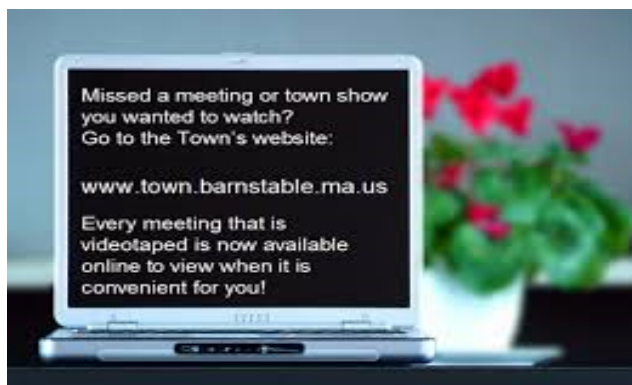 Missed a meeting or town show
you wanted to watch?
Go to the Town's website:
www.town.barnstable.ma.us
Every meeting that is
videotaped is now available
online to view when it is
convenient for you!